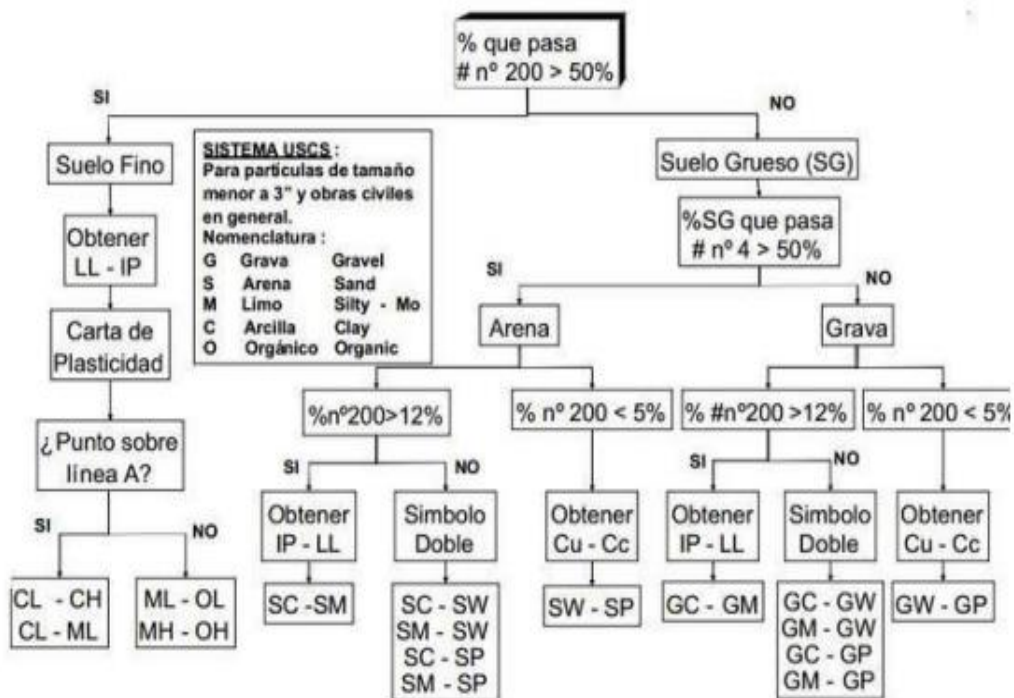 % que pasa
# nº 200 > 50%
SI
NO
Suelo Fino
SISTEMA USCS :
Para partículas de tamaño
menor a 3" y obras civiles
en general.
Nomenclatura :
G Grava Gravel
S Arena Sand
M Limo Silty - Mo
C Arcilla Clay
O Orgánico Organic
Suelo Grueso (SG)
Obtener
LL - IP
%SG que pasa
# nº 4 > 50%
SI
NO
Carta de
Plasticidad
Arena
Grava
¿Punto sobre
línea A?
%nº200>12%
% nº 200 < 5%
% #nº200 >12%
% nº 200 < 5%
SI
NO
SI
NO
SI
NO
Obtener
IP - LL
Simbolo
Doble
Obtener
Cu - Cc
Obtener
IP - LL
Simbolo
Doble
Obtener
Cu - Cc
CL - CH
CL - ML
ML - OL
MH - OH
SC -SM
SC - SW
SM - SW
SC - SP
SM - SP
SW - SP
GC - GM
GC - GW
GM - GW
GC - GP
GM - GP
GW - GP